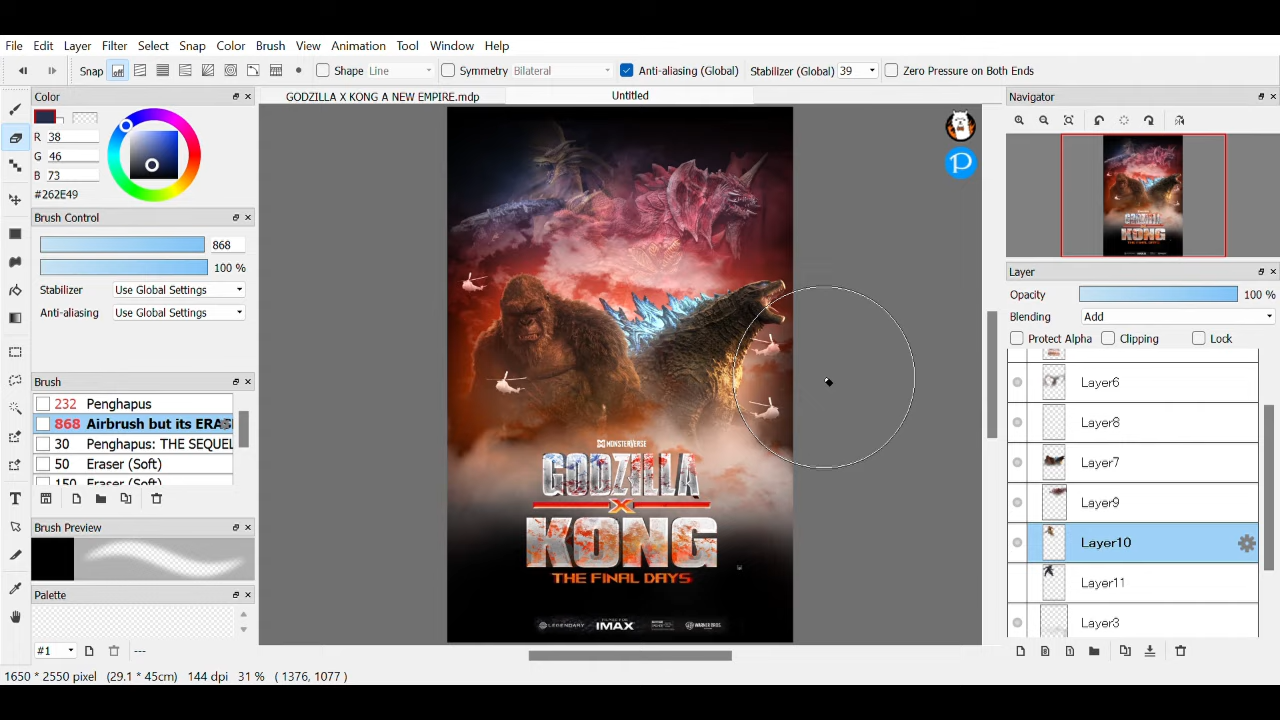 File Edit Layer Filter Select Snap Color Brush View Animation Tool Window Help
Snap off Shape Line Symmetry Bilateral Anti-aliasing (Global) Stabilizer (Global) 39 Zero Pressure on Both Ends
Color
R 38
G 46
B 73
#262E49
Brush Control
868
100 %
Stabilizer Use Global Settings
Anti-aliasing Use Global Settings
Brush
232 Penghapus
868 Airbrush but its ERAS
30 Penghapus: THE SEQUEL
50 Eraser (Soft)
150 Eraser (Soft)
Brush Preview
Palette
#1 ---
GODZILLA X KONG A NEW EMPIRE.mdp Untitled
MONSTERVERSE
GODZILLA
X
KONG
THE FINAL DAYS
LEGENDARY IMAX WARNER BROS.
P
Navigator
Layer
Opacity 100 %
Blending Add
Protect Alpha Clipping Lock
Layer6
Layer8
Layer7
Layer9
Layer10
Layer11
Layer3
1650 * 2550 pixel (29.1 * 45cm) 144 dpi 31 % ( 1376, 1077 )